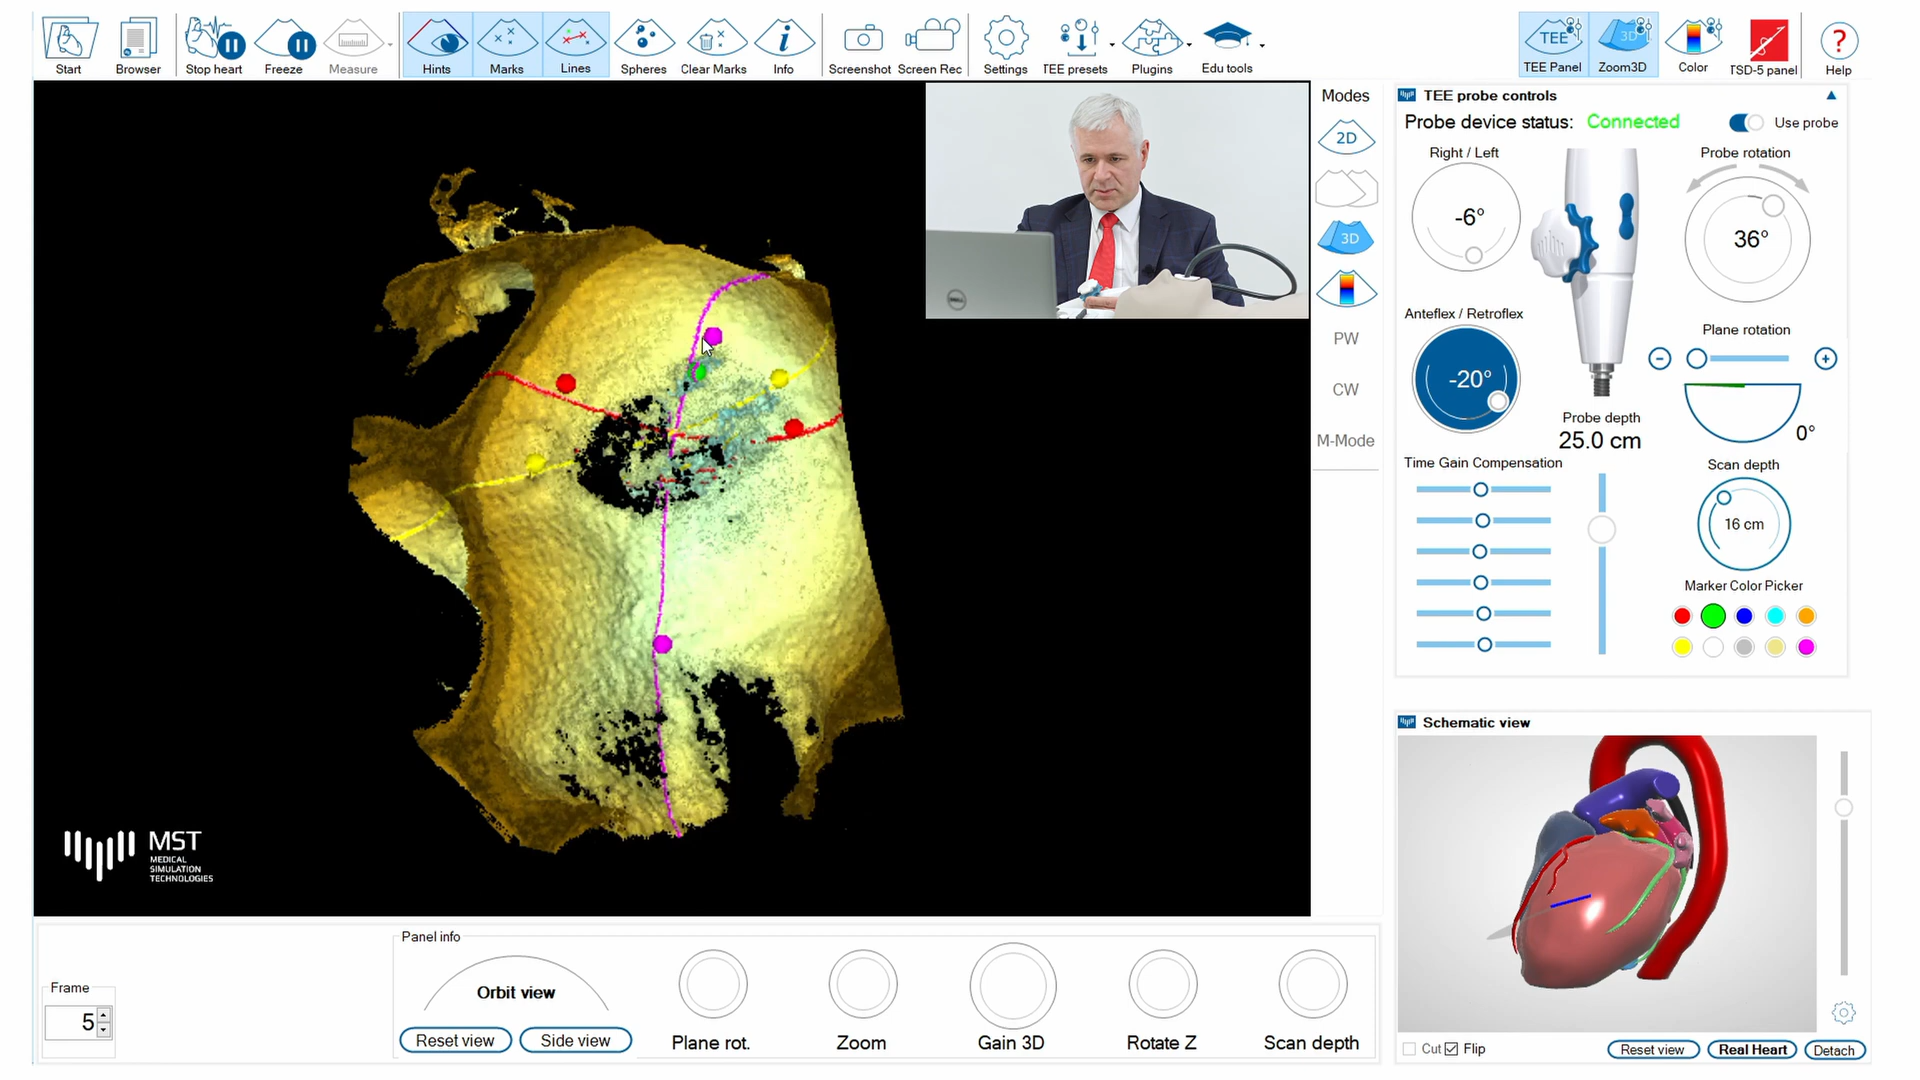 Start
Browser
Stop heart
Freeze
Measure
Hints
Marks
Lines
Spheres
Clear Marks
Info
Screenshot
Screen Rec
Settings
TEE presets
Plugins
Edu tools
TEE
TEE Panel
3D
Zoom3D
Color
TSD-5 panel
?
Help
Modes
2D
3D
PW
CW
M-Mode
TEE probe controls
Probe device status: Connected
Use probe
Right / Left
-6°
Probe rotation
36°
Anteflex / Retroflex
-20°
Plane rotation
0°
Probe depth
25.0 cm
Time Gain Compensation
Scan depth
16 cm
Marker Color Picker
DELL
MST
MEDICAL
SIMULATION
TECHNOLOGIES
Schematic view
Cut
Flip
Reset view
Real Heart
Detach
Frame
5
Panel info
Orbit view
Reset view
Side view
Plane rot.
Zoom
Gain 3D
Rotate Z
Scan depth